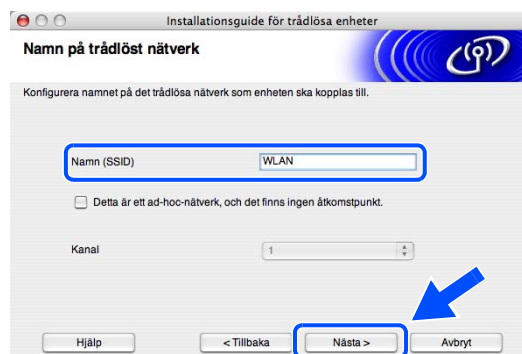 Installationsguide för trådlösa enheter
Namn på trådlöst nätverk
Konfigurera namnet på det trådlösa nätverk som enheten ska kopplas till.
Namn (SSID) WLAN
Detta är ett ad-hoc-nätverk, och det finns ingen åtkomstpunkt.
Kanal 1
Hjälp < Tillbaka Nästa > Avbryt